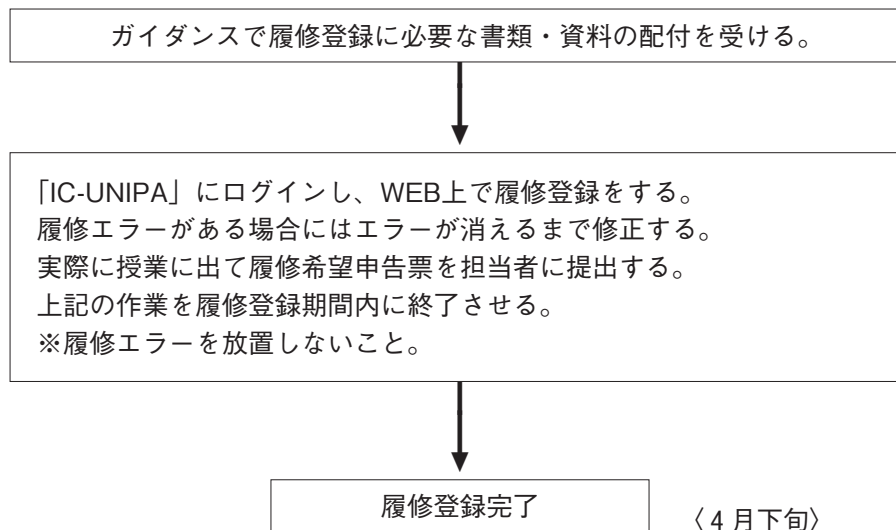 ガイダンスで履修登録に必要な書類・資料の配付を受ける。
「IC-UNIPA」にログインし、WEB上で履修登録をする。
履修エラーがある場合にはエラーが消えるまで修正する。
実際に授業に出て履修希望申告票を担当者に提出する。
上記の作業を履修登録期間内に終了させる。
※履修エラーを放置しないこと。
履修登録完了
〈4月下旬〉